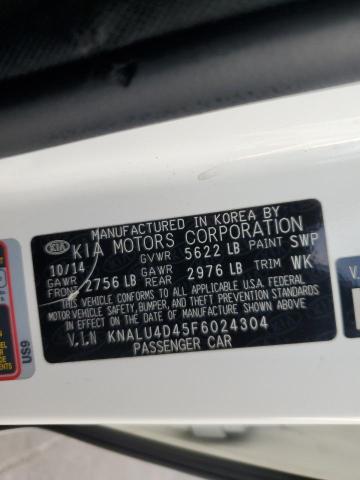 MANUFACTURED IN KOREA BY
KIA KIA MOTORS CORPORATION
10/14 GVWR 5622 LB PAINT SWP
GAWR FRONT 2756 LB GAWR REAR 2976 LB TRIM WK
THIS VEHICLE CONFORMS TO ALL APPLICABLE U.S.A. FEDERAL
MOTOR VEHICLE SAFETY, BUMPER, AND THEFT PREVENTION STANDARDS
IN EFFECT ON THE DATE OF MANUFACTURE SHOWN ABOVE.
V.I.N KNALU4D45F6024304
PASSENGER CAR
US9